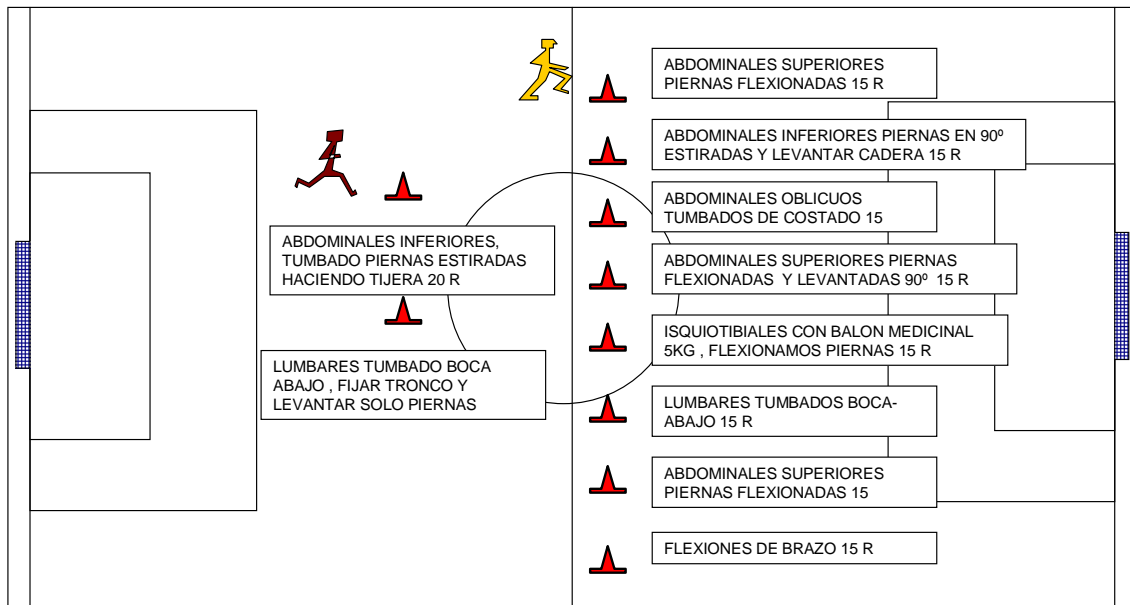 ABDOMINALES SUPERIORES
PIERNAS FLEXIONADAS 15 R
ABDOMINALES INFERIORES PIERNAS EN 90º
ESTIRADAS Y LEVANTAR CADERA 15 R
ABDOMINALES OBLICUOS
TUMBADOS DE COSTADO 15
ABDOMINALES SUPERIORES PIERNAS
FLEXIONADAS Y LEVANTADAS 90º 15 R
ISQUIOTIBIALES CON BALON MEDICINAL
5KG , FLEXIONAMOS PIERNAS 15 R
LUMBARES TUMBADOS BOCA-
ABAJO 15 R
ABDOMINALES SUPERIORES
PIERNAS FLEXIONADAS 15
FLEXIONES DE BRAZO 15 R
ABDOMINALES INFERIORES,
TUMBADO PIERNAS ESTIRADAS
HACIENDO TIJERA 20 R
LUMBARES TUMBADO BOCA
ABAJO , FIJAR TRONCO Y
LEVANTAR SOLO PIERNAS